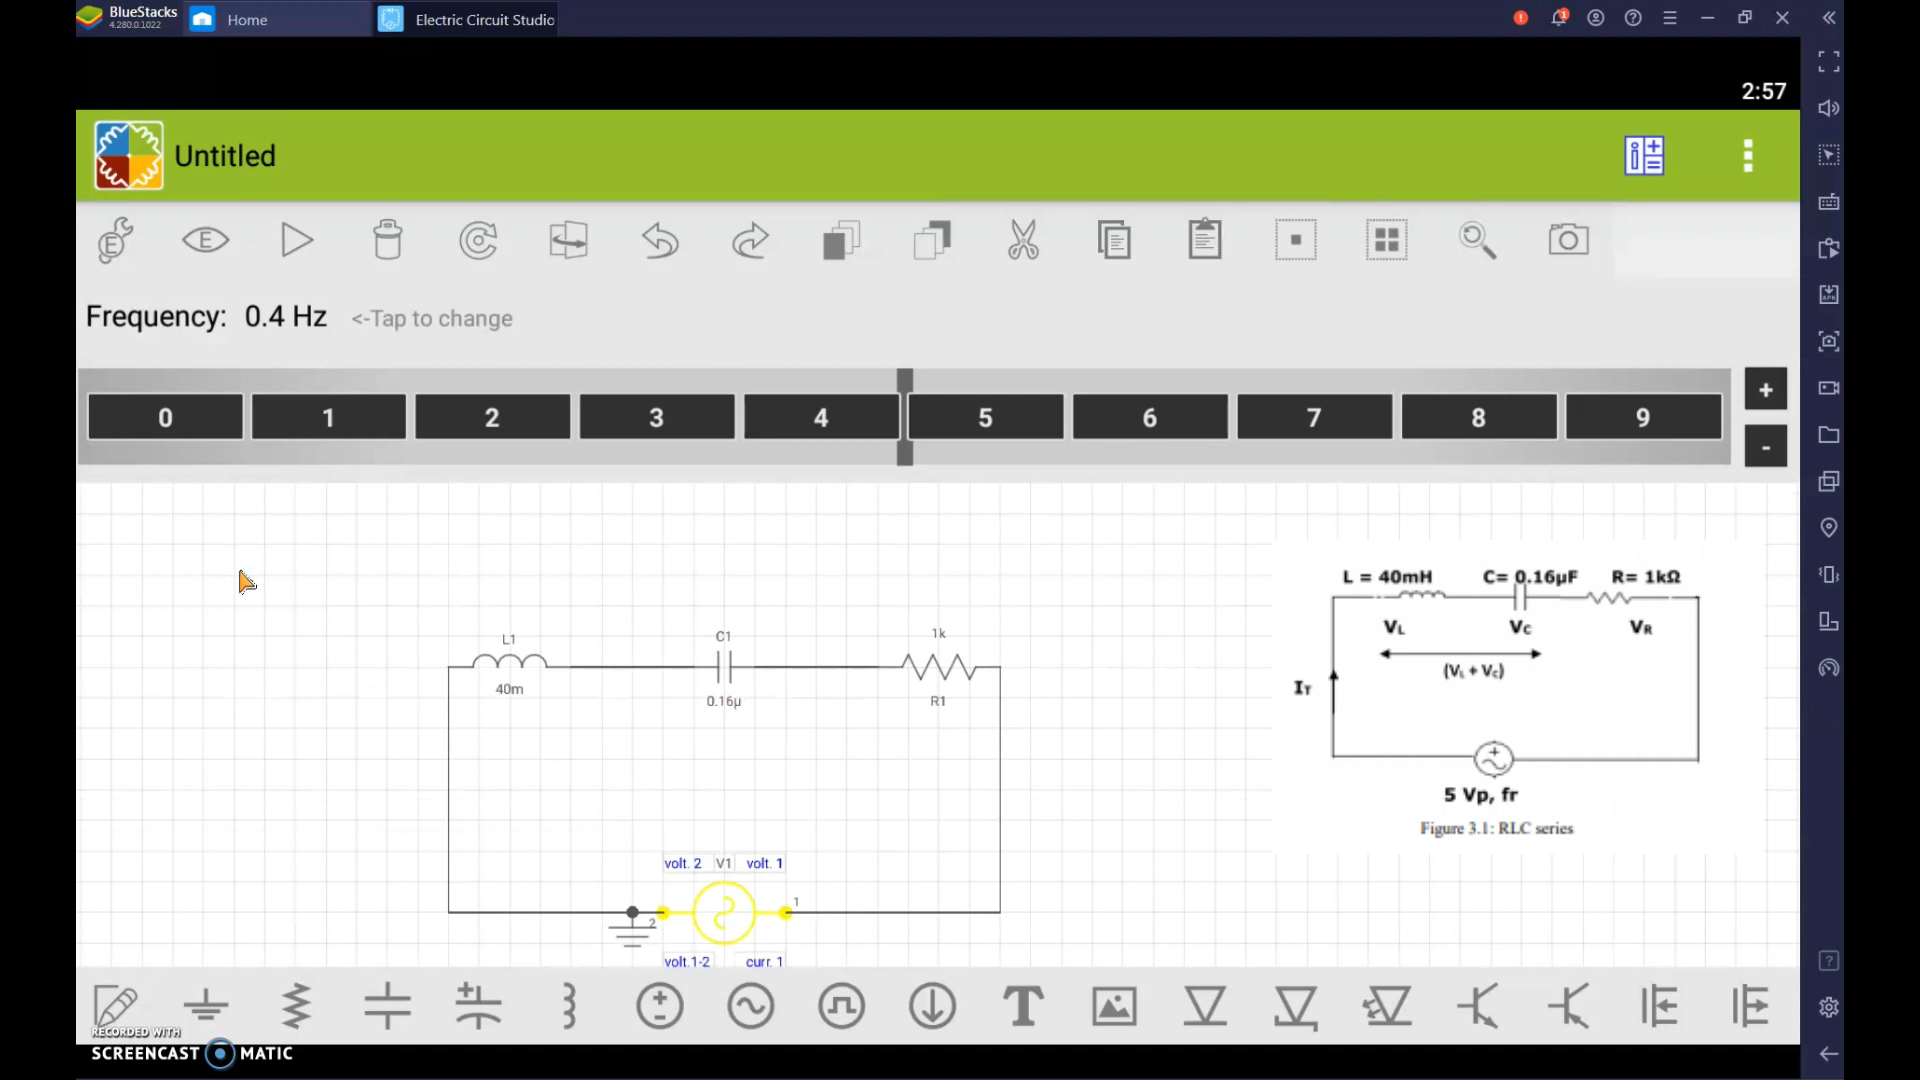 BlueStacks
4.280.0.1022
Home
Electric Circuit Studio
1
2:57
Untitled
E
E
Frequency: 0.4 Hz <-Tap to change
0 1 2 3 4 5 6 7 8 9
+
-
L1
40m
C1
0.16µ
1k
R1
volt. 2 V1 volt. 1
2
1
volt.1-2 curr. 1
L = 40mH C= 0.16µF R= 1kΩ
VL VC VR
(VL + VC)
IT
5 Vp, fr
Figure 3.1: RLC series
T
RECORDED WITH
SCREENCAST MATIC